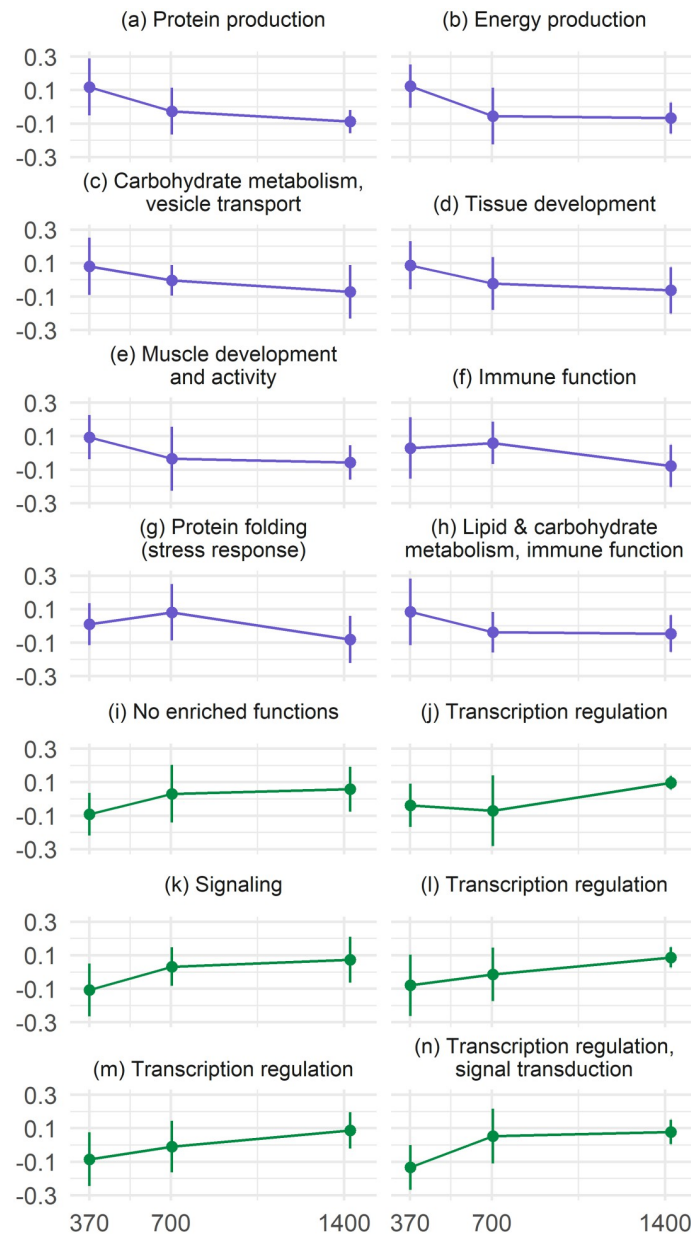 (a) Protein production
(b) Energy production
0.3
0.1
-0.1
-0.3
(c) Carbohydrate metabolism,
vesicle transport
(d) Tissue development
0.3
0.1
-0.1
-0.3
(e) Muscle development
and activity
(f) Immune function
0.3
0.1
-0.1
-0.3
(g) Protein folding
(stress response)
(h) Lipid & carbohydrate
metabolism, immune function
0.3
0.1
-0.1
-0.3
(i) No enriched functions
(j) Transcription regulation
0.3
0.1
-0.1
-0.3
(k) Signaling
(l) Transcription regulation
0.3
0.1
-0.1
-0.3
(m) Transcription regulation
(n) Transcription regulation,
signal transduction
0.3
0.1
-0.1
-0.3
370 700 1400
370 700 1400